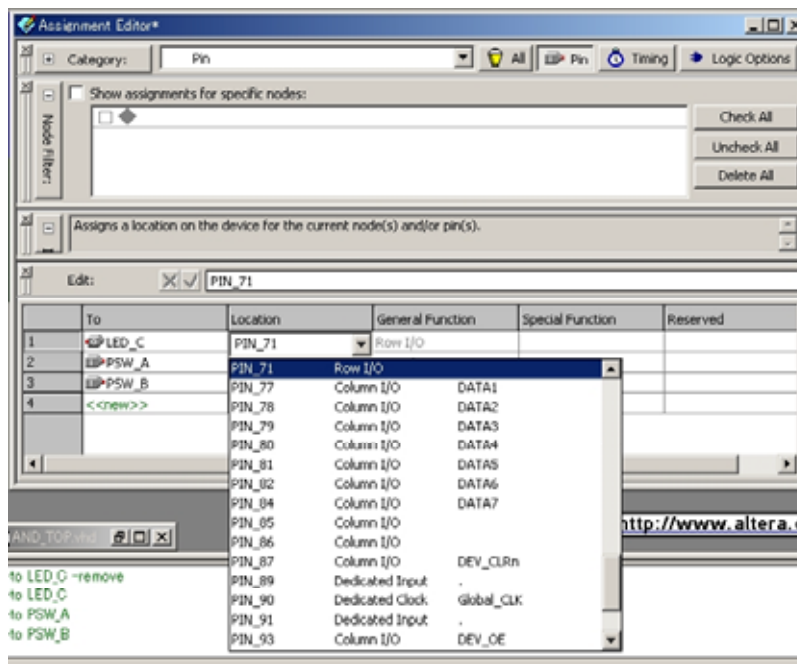 Assignment Editor*
Category: Pin All Pin Timing Logic Options
Show assignments for specific nodes:
Node Filter:
Check All
Uncheck All
Delete All
Assigns a location on the device for the current node(s) and/or pin(s).
Edit: PIN_71
To Location General Function Special Function Reserved
1 LED_C PIN_71 Row I/O
2 PSW_A
3 PSW_B
4 <<new>>
PIN_71 Row I/O
PIN_77 Column I/O DATA1
PIN_78 Column I/O DATA2
PIN_79 Column I/O DATA3
PIN_80 Column I/O DATA4
PIN_81 Column I/O DATA5
PIN_82 Column I/O DATA6
PIN_84 Column I/O DATA7
PIN_85 Column I/O
PIN_86 Column I/O
PIN_87 Column I/O DEV_CLRn
PIN_89 Dedicated Input .
PIN_90 Dedicated Clock Global_CLK
PIN_91 Dedicated Input .
PIN_93 Column I/O DEV_OE
http://www.altera.
AND_TOP.vhd
to LED_C -remove
to LED_C
to PSW_A
to PSW_B